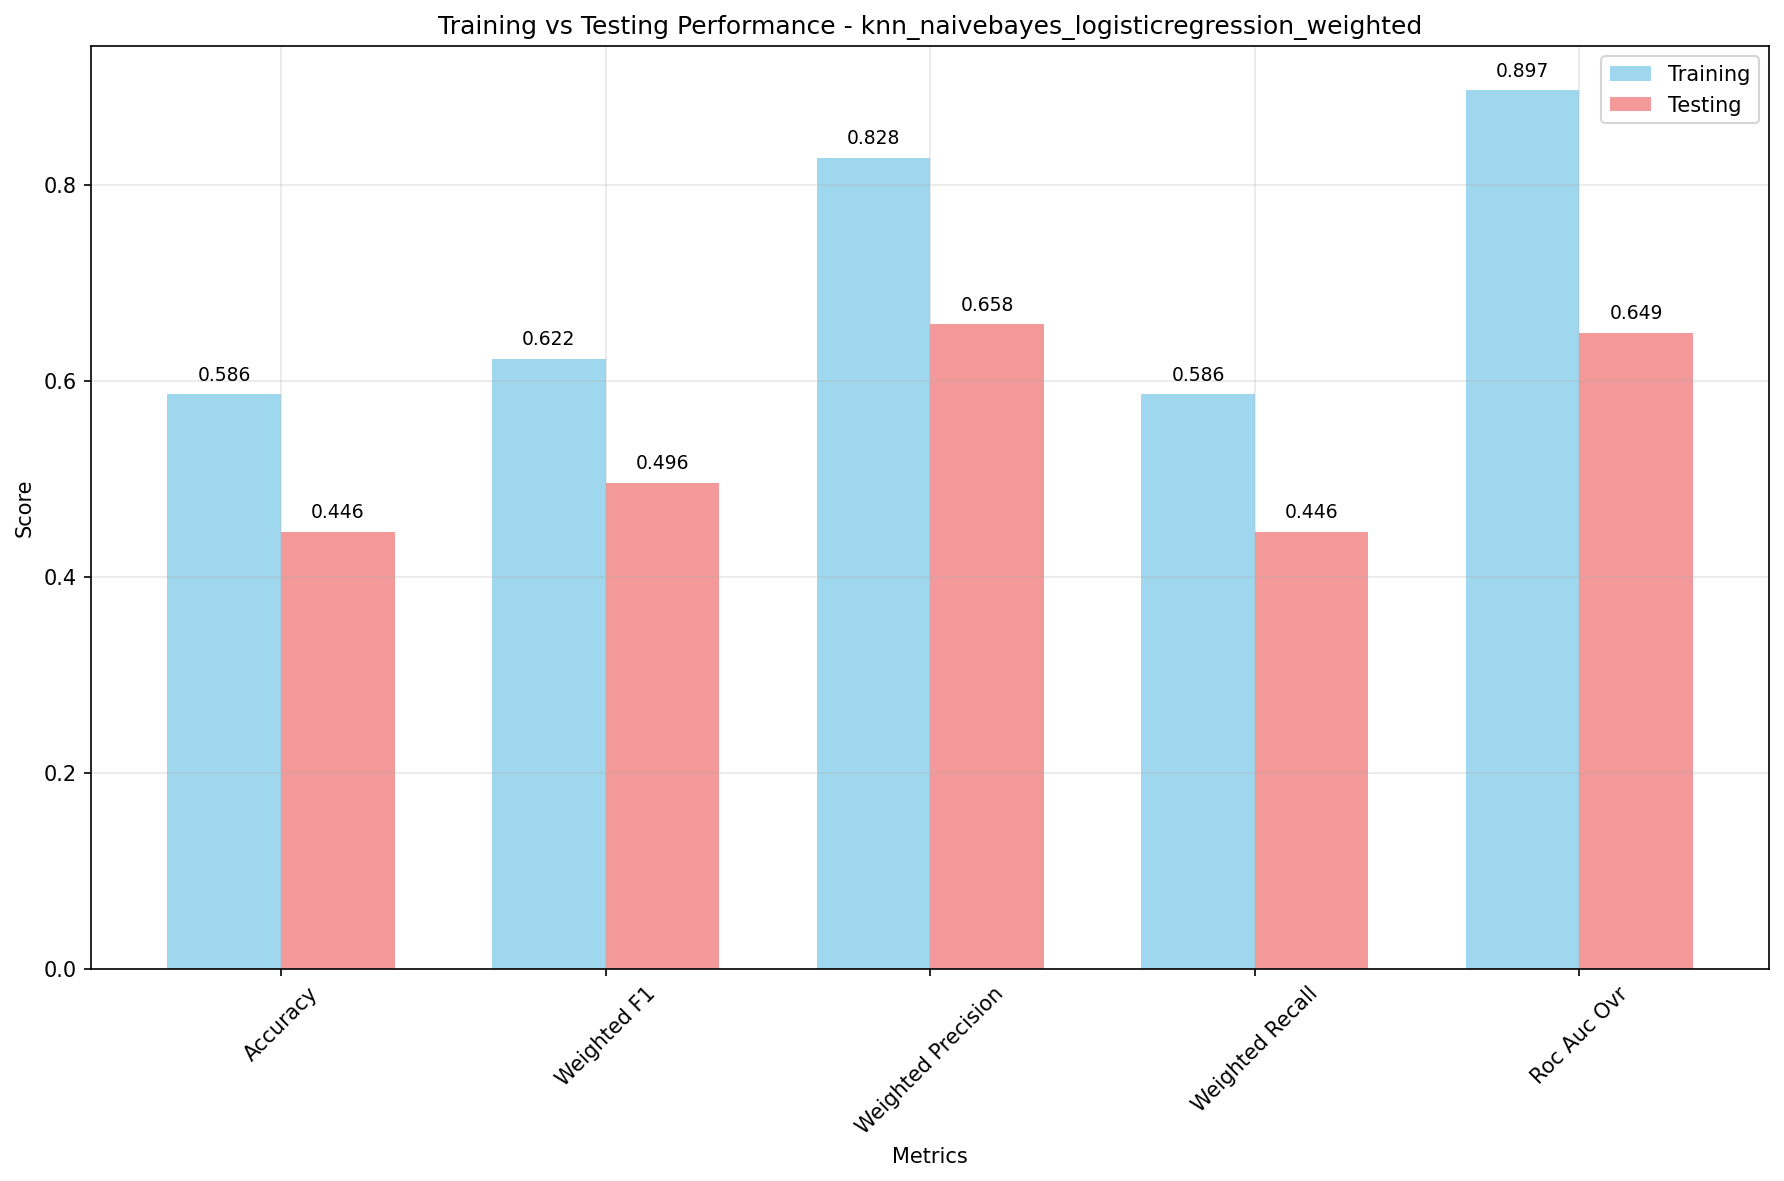 Training vs Testing Performance - knn_naivebayes_logisticregression_weighted
Training
Testing
0.897
0.828
0.658
0.649
0.622
0.586
0.586
0.496
0.446
0.446
0.8
0.6
0.4
0.2
0.0
Score
Accuracy
Weighted F1
Weighted Precision
Weighted Recall
Roc Auc Ovr
Metrics